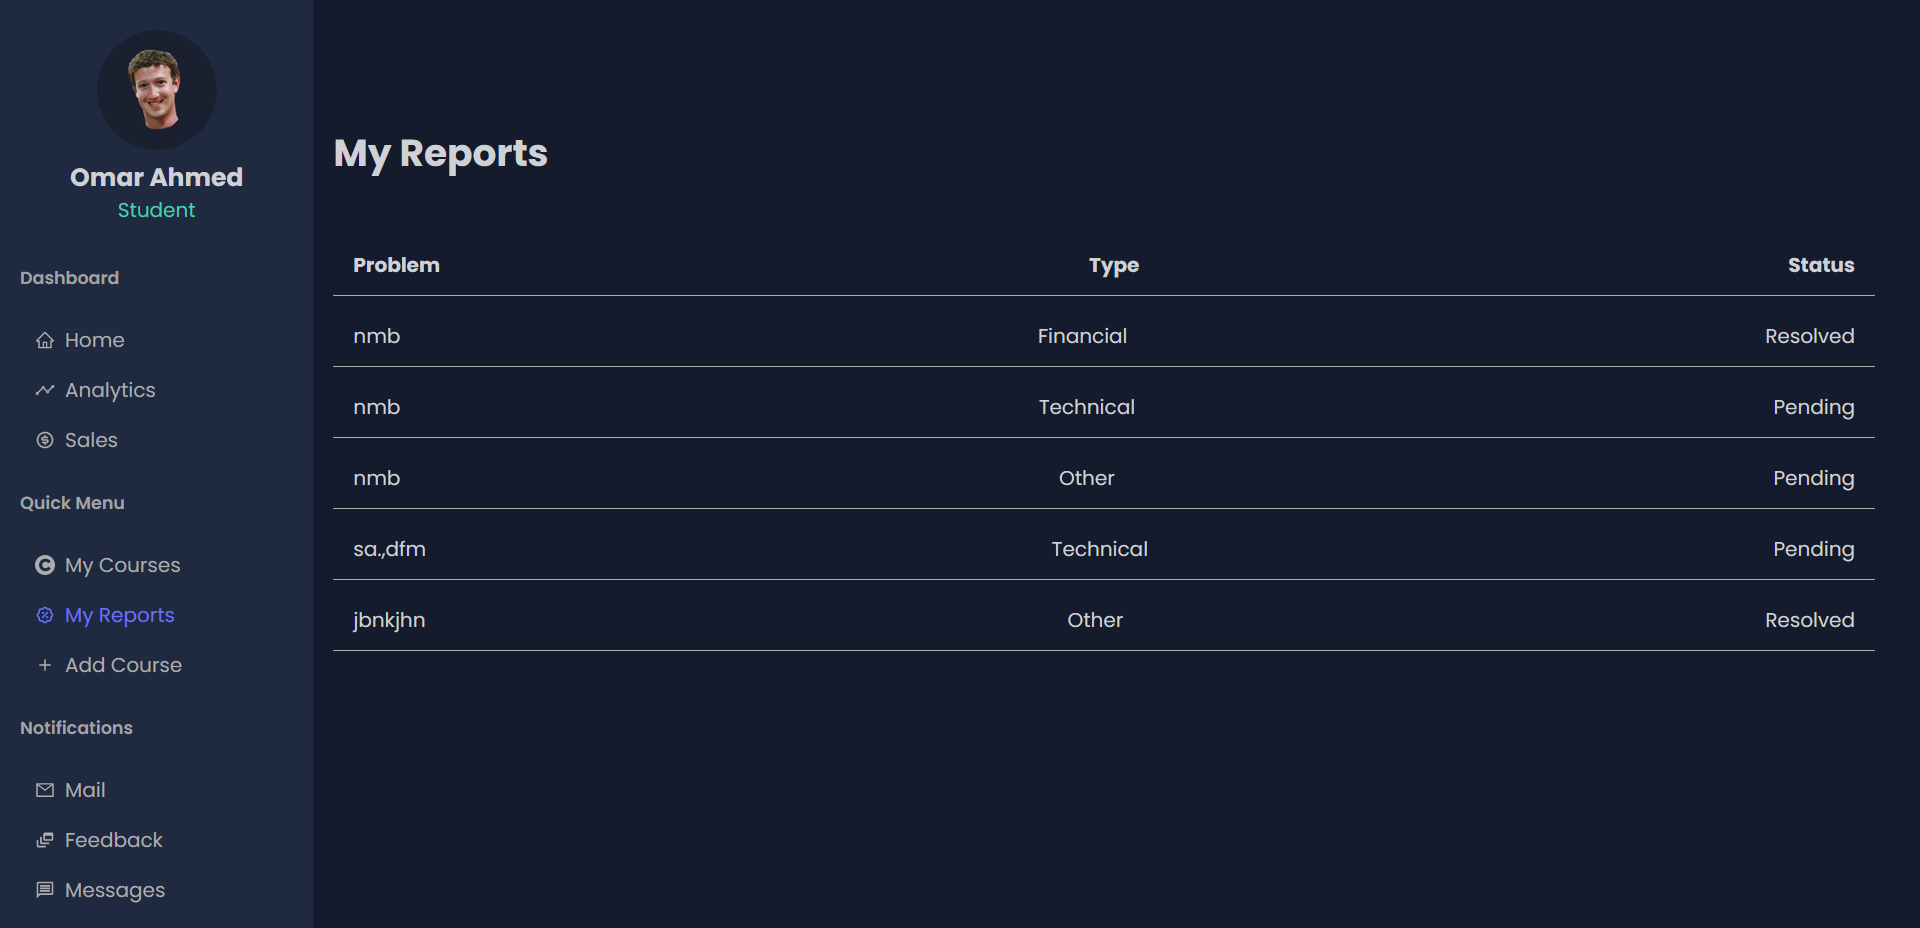 Omar Ahmed
Student
Dashboard
Home
Analytics
Sales
Quick Menu
My Courses
My Reports
Add Course
Notifications
Mail
Feedback
Messages
My Reports
Problem Type Status
nmb Financial Resolved
nmb Technical Pending
nmb Other Pending
sa.,dfm Technical Pending
jbnkjhn Other Resolved